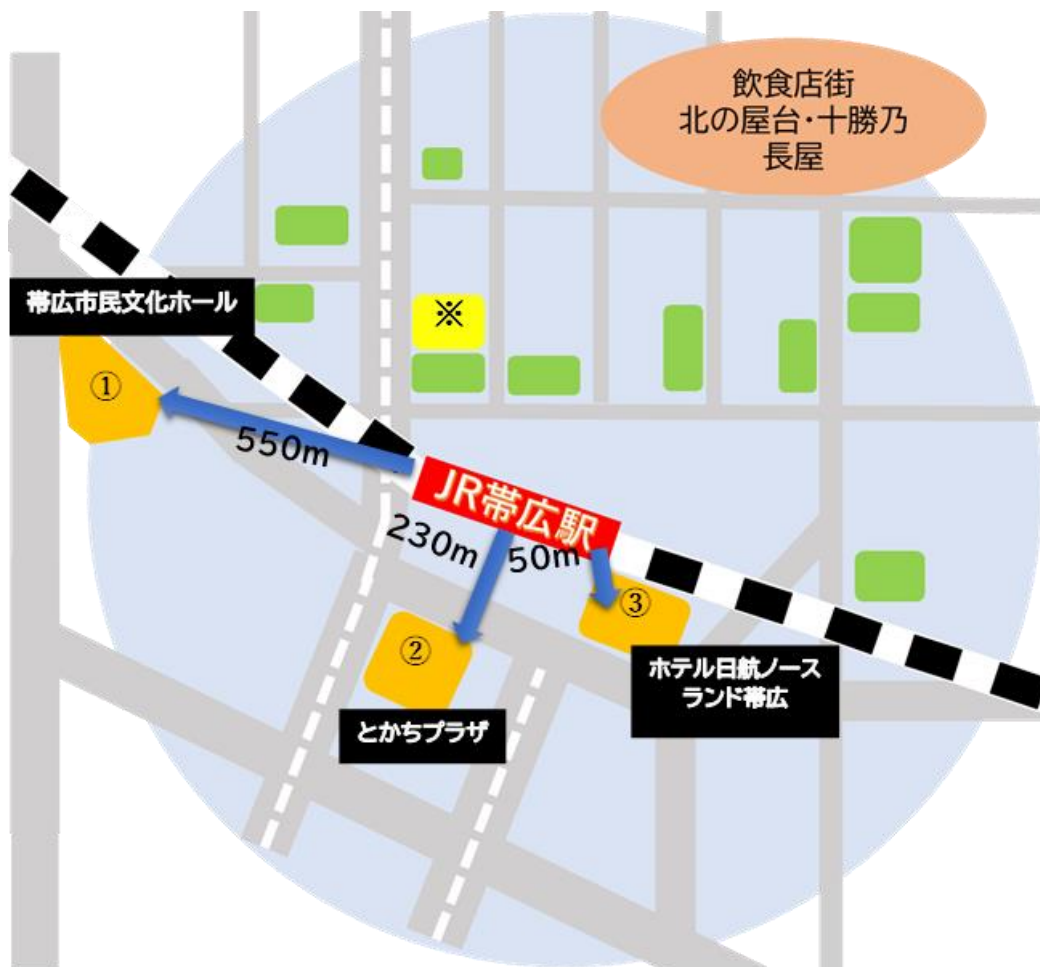 飲食店街
北の屋台・十勝乃
長屋
※
帯広市民文化ホール
①
550m
JR帯広駅
230m
50m
③
②
ホテル日航ノース
ランド帯広
とかちプラザ